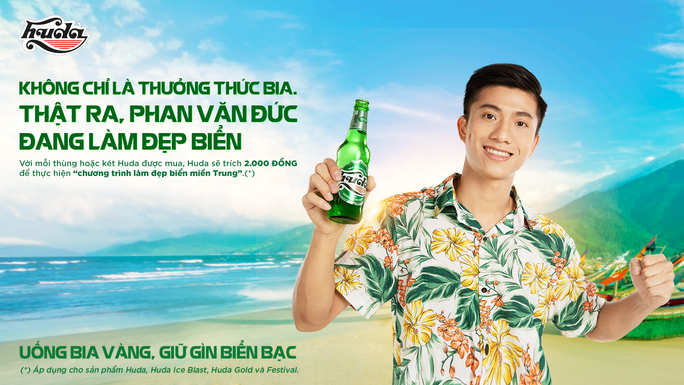 huda
KHÔNG CHỈ LÀ THƯỞNG THỨC BIA.
THẬT RA, PHAN VĂN ĐỨC
ĐANG LÀM ĐẸP BIỂN
Với mỗi thùng hoặc két Huda được mua, Huda sẽ trích 2.000 ĐỒNG
để thực hiện “chương trình làm đẹp biển miền Trung”.(*)
huda
UỐNG BIA VÀNG, GIỮ GÌN BIỂN BẠC
(*) Áp dụng cho sản phẩm Huda, Huda Ice Blast, Huda Gold và Festival.